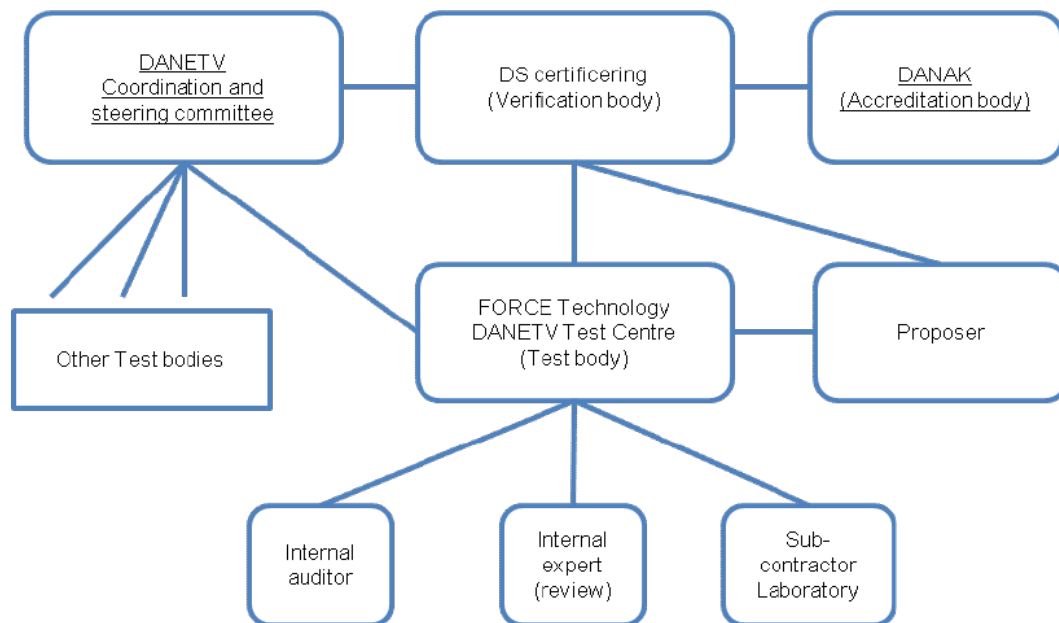 DANETV
Coordination and
steering committee
DS certificering
(Verification body)
DANAK
(Accreditation body)
Other Test bodies
FORCE Technology
DANETV Test Centre
(Test body)
Proposer
Internal
auditor
Internal
expert
(review)
Sub-
contractor
Laboratory